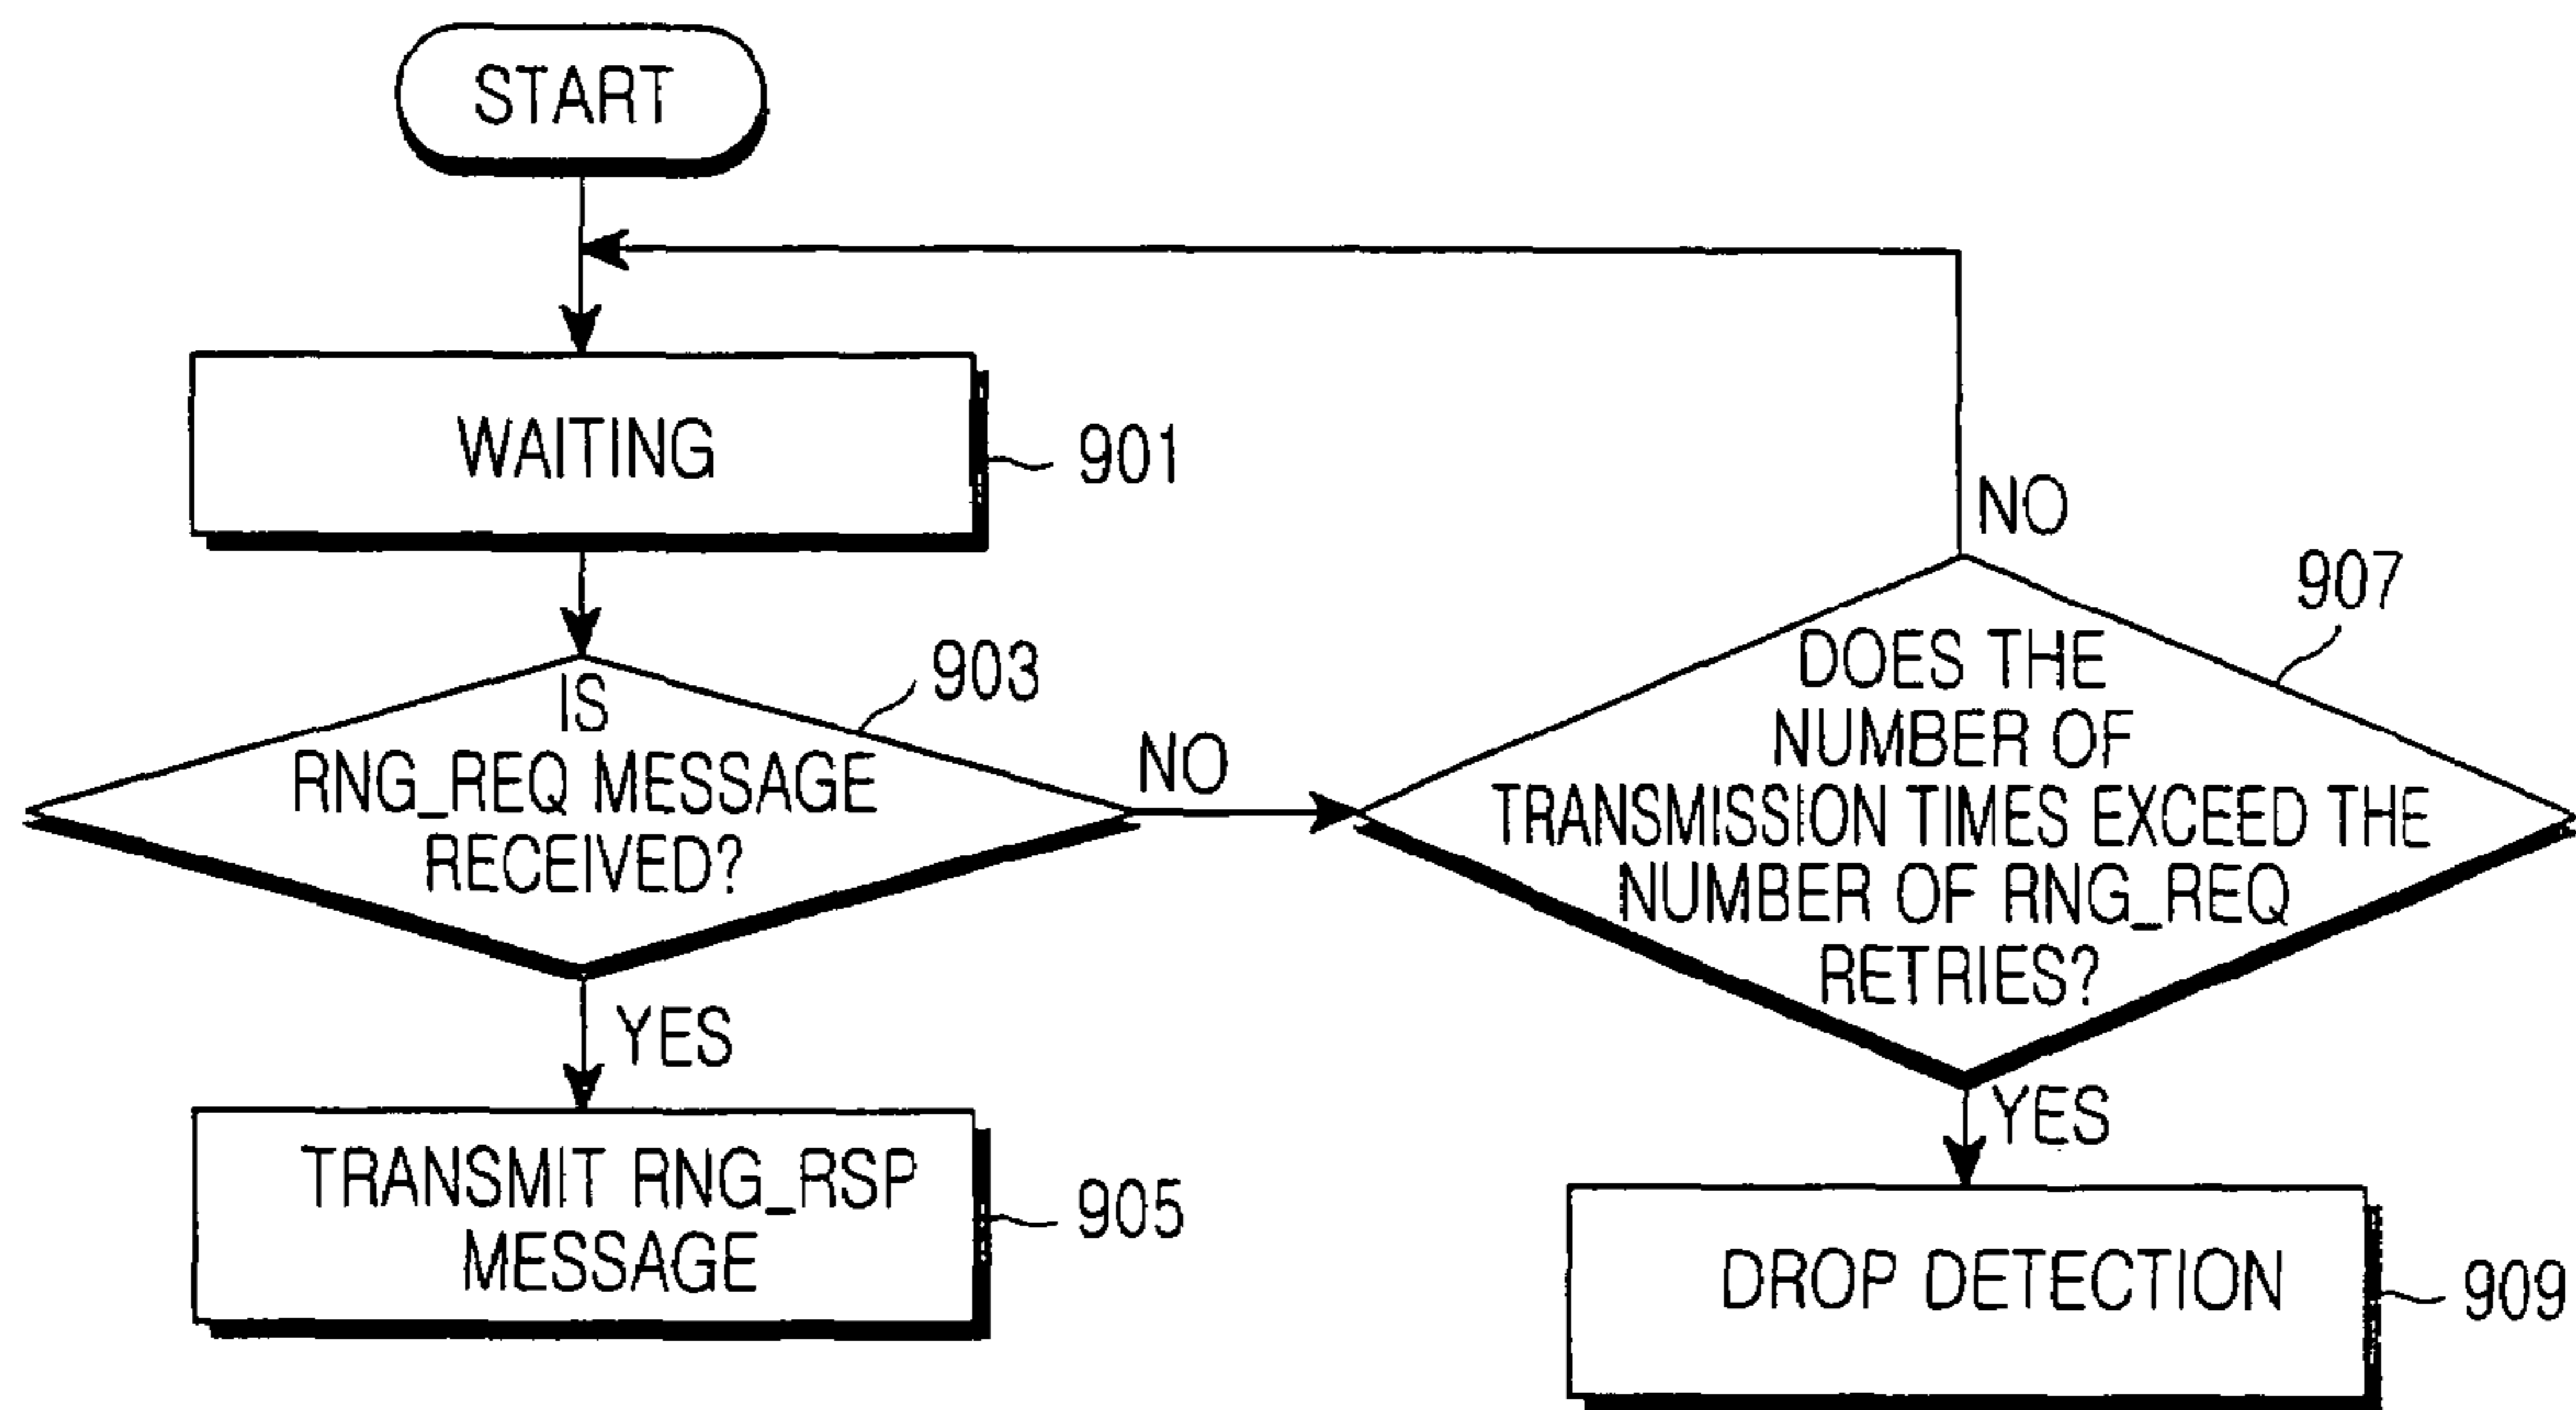 START
WAITING
901
IS
RNG_REQ MESSAGE
RECEIVED?
903
NO
YES
TRANSMIT RNG_RSP
MESSAGE
905
NO
907
DOES THE
NUMBER OF
TRANSMISSION TIMES EXCEED THE
NUMBER OF RNG_REQ
RETRIES?
YES
DROP DETECTION
909